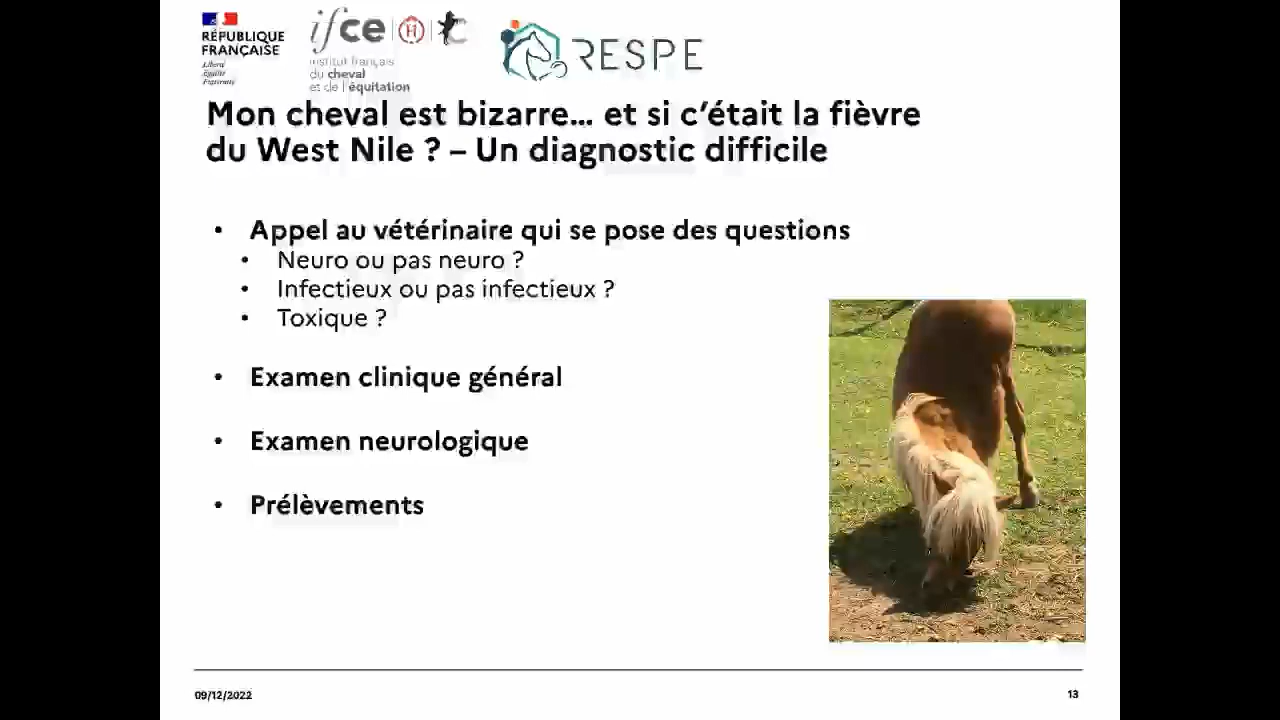 RÉPUBLIQUE
FRANÇAISE
Liberté
Égalité
Fraternité
ifce
institut français
du cheval
et de l'équitation
RESPE
Mon cheval est bizarre... et si c'était la fièvre
du West Nile ? – Un diagnostic difficile
• Appel au vétérinaire qui se pose des questions
• Neuro ou pas neuro ?
• Infectieux ou pas infectieux ?
• Toxique ?
• Examen clinique général
• Examen neurologique
• Prélèvements
09/12/2022
13